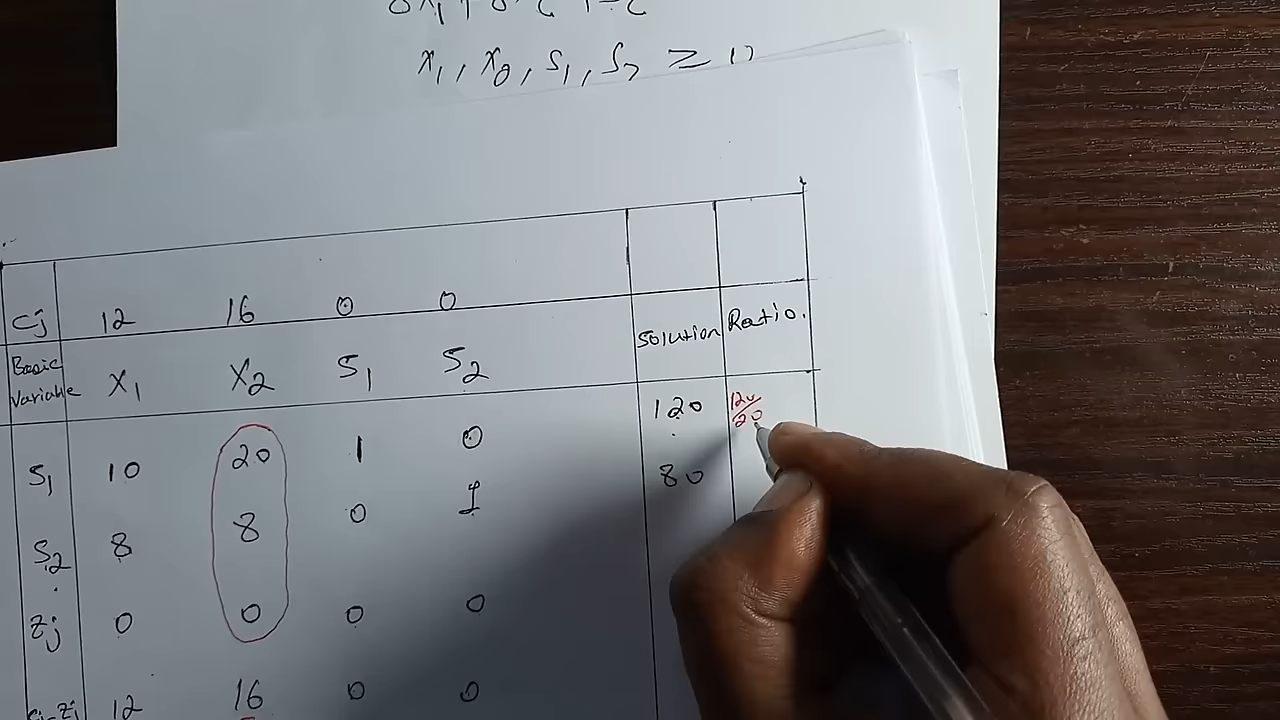 x₁, x₀, s₁, s₂ ≥ 0
Cj 12 16 0 0
Basic Variable X₁ X₂ S₁ S₂ Solution Ratio.
S₁ 10 20 1 0 120 120/20
S₂ 8 8 0 1 80
Zj 0 0 0 0
Cj-Zj 12 16 0 0